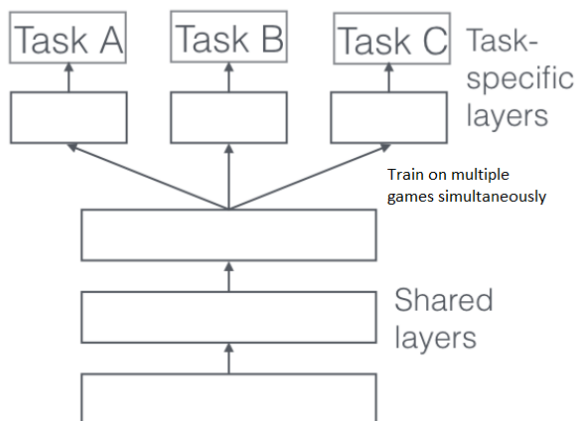 Task A
Task B
Task C
Task-
specific
layers
Train on multiple
games simultaneously
Shared
layers